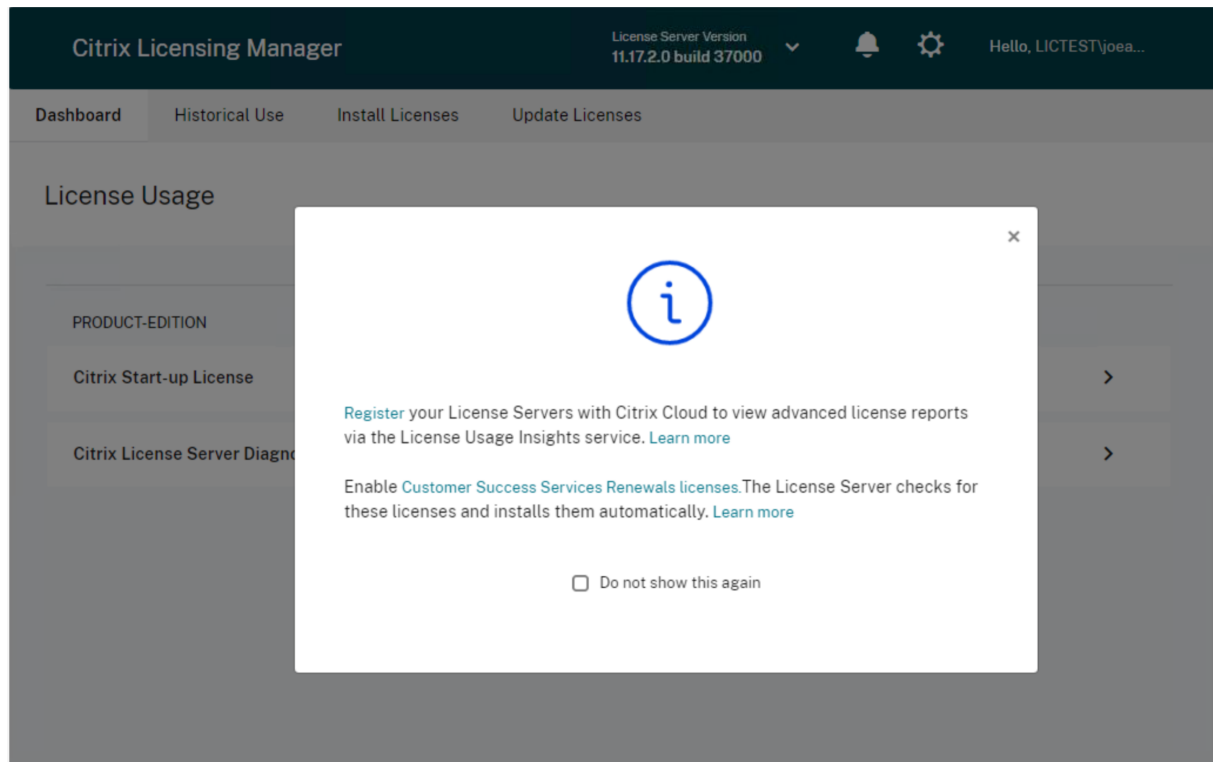 Citrix Licensing Manager
License Server Version
11.17.2.0 build 37000
Hello, LICTEST\joea...
Dashboard
Historical Use
Install Licenses
Update Licenses
License Usage
PRODUCT-EDITION
Citrix Start-up License
Citrix License Server Diagno
Register your License Servers with Citrix Cloud to view advanced license reports
via the License Usage Insights service. Learn more
Enable Customer Success Services Renewals licenses.The License Server checks for
these licenses and installs them automatically. Learn more
Do not show this again